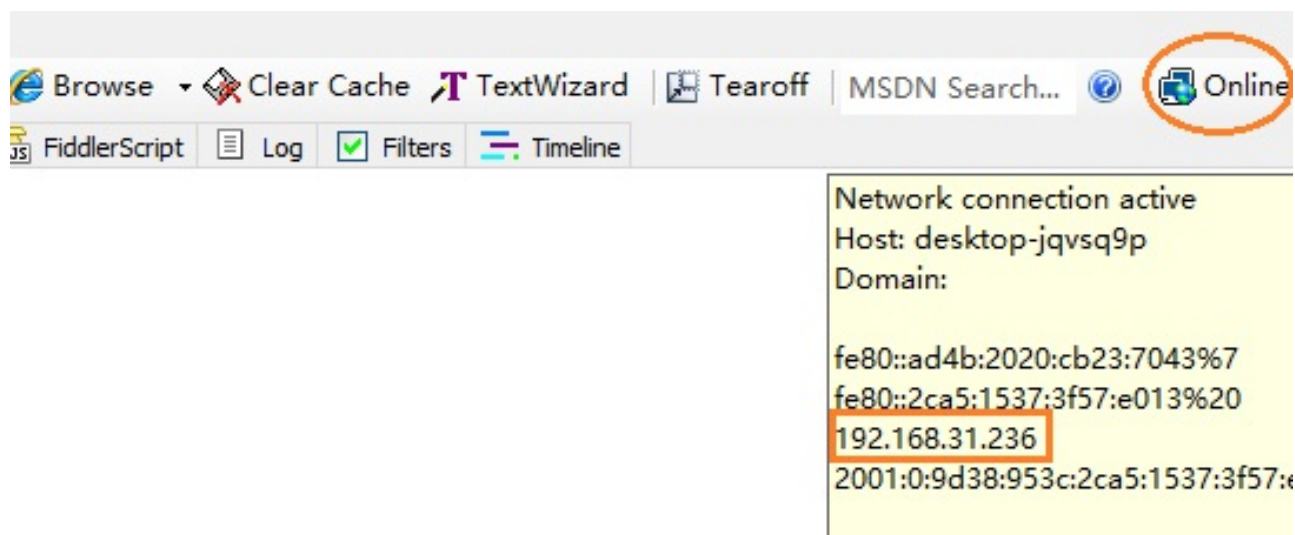 Browse Clear Cache TextWizard Tearoff MSDN Search... Online
JS FiddlerScript Log Filters Timeline
Network connection active
Host: desktop-jqvsq9p
Domain:
fe80::ad4b:2020:cb23:7043%7
fe80::2ca5:1537:3f57:e013%20
192.168.31.236
2001:0:9d38:953c:2ca5:1537:3f57:e